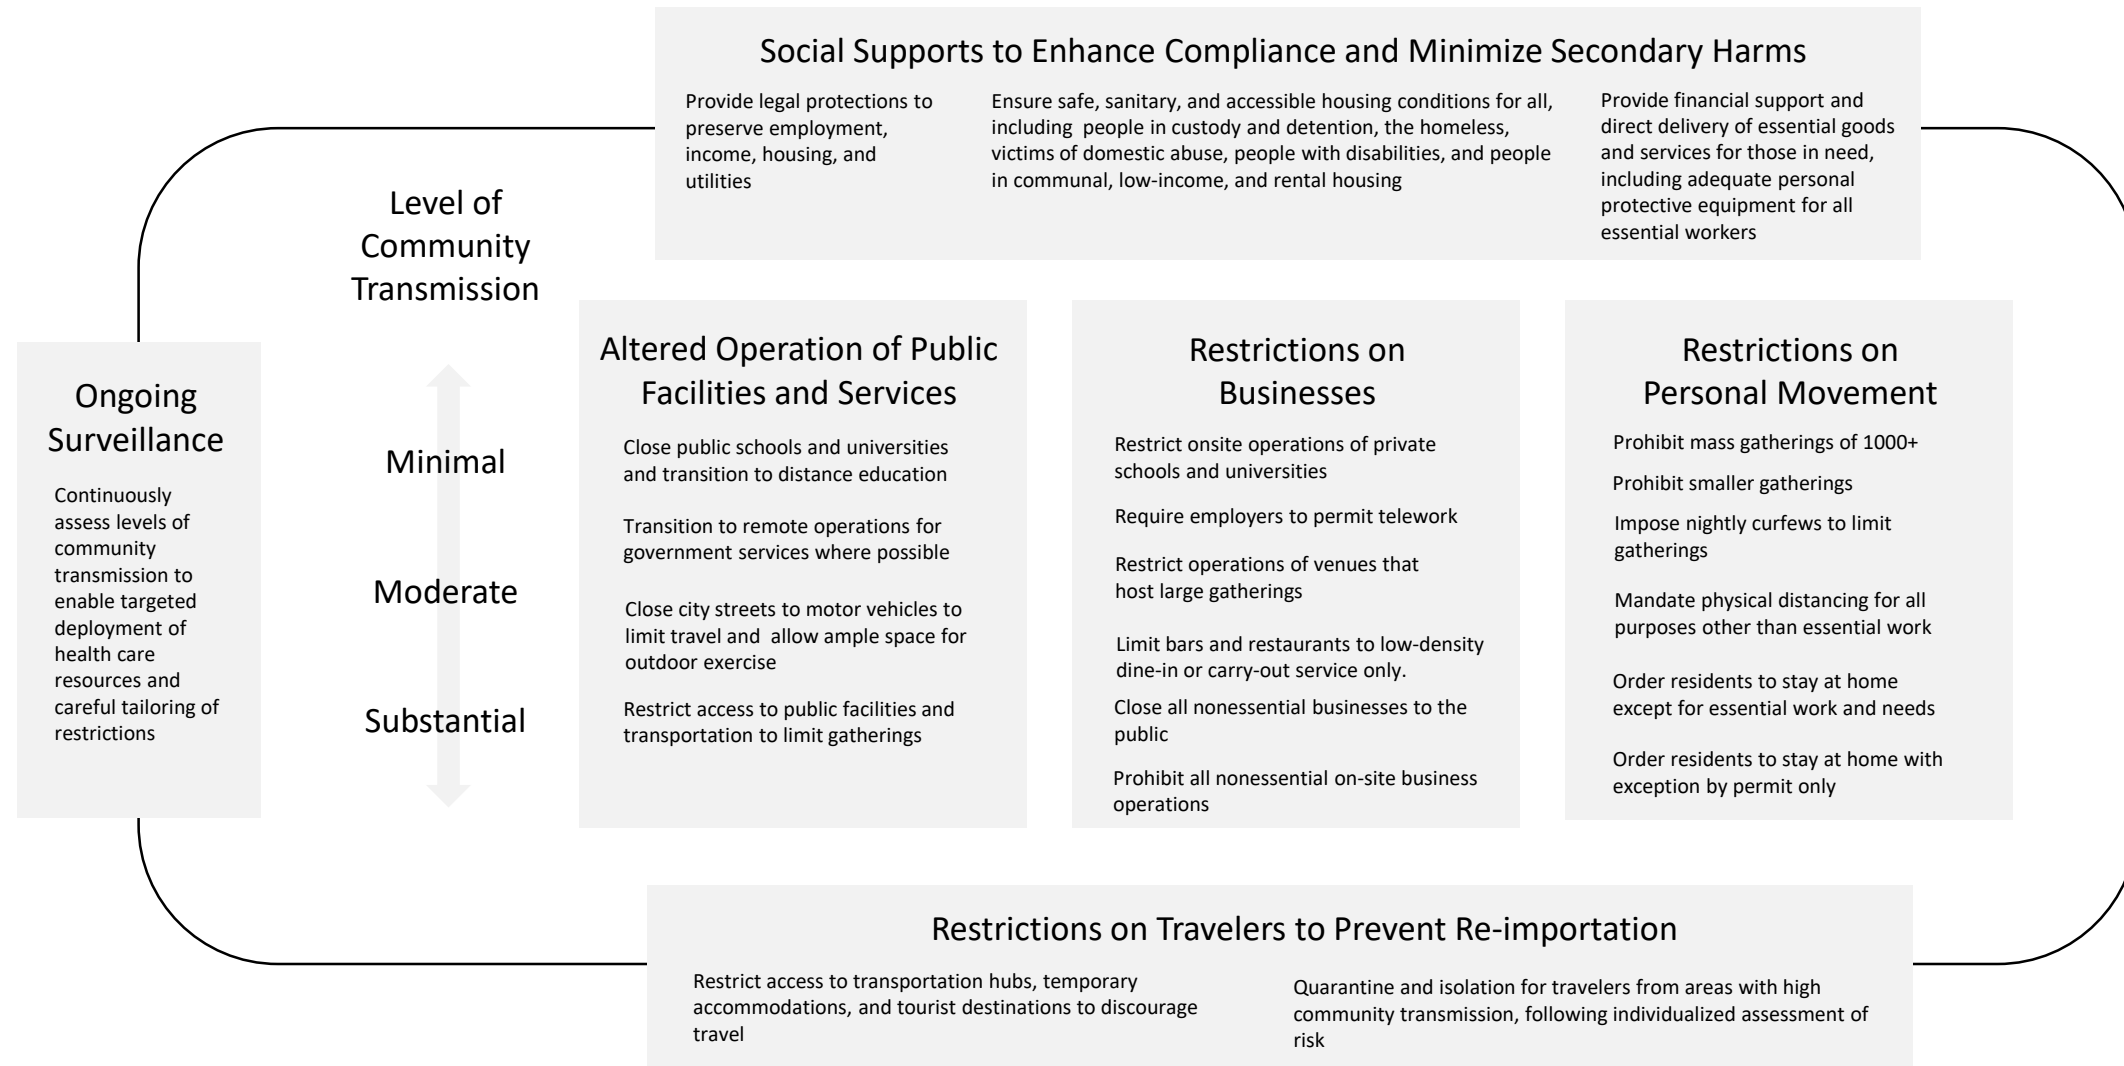 Social Supports to Enhance Compliance and Minimize Secondary Harms
Provide legal protections to
preserve employment,
income, housing, and
utilities
Ensure safe, sanitary, and accessible housing conditions for all,
including people in custody and detention, the homeless,
victims of domestic abuse, people with disabilities, and people
in communal, low-income, and rental housing
Provide financial support and
direct delivery of essential goods
and services for those in need,
including adequate personal
protective equipment for all
essential workers
Ongoing
Surveillance
Continuously
assess levels of
community
transmission to
enable targeted
deployment of
health care
resources and
careful tailoring of
restrictions
Level of
Community
Transmission
Minimal
Moderate
Substantial
Altered Operation of Public
Facilities and Services
Close public schools and universities
and transition to distance education
Transition to remote operations for
government services where possible
Close city streets to motor vehicles to
limit travel and allow ample space for
outdoor exercise
Restrict access to public facilities and
transportation to limit gatherings
Restrictions on
Businesses
Restrict onsite operations of private
schools and universities
Require employers to permit telework
Restrict operations of venues that
host large gatherings
Limit bars and restaurants to low-density
dine-in or carry-out service only.
Close all nonessential businesses to the
public
Prohibit all nonessential on-site business
operations
Restrictions on
Personal Movement
Prohibit mass gatherings of 1000+
Prohibit smaller gatherings
Impose nightly curfews to limit
gatherings
Mandate physical distancing for all
purposes other than essential work
Order residents to stay at home
except for essential work and needs
Order residents to stay at home with
exception by permit only
Restrictions on Travelers to Prevent Re-importation
Restrict access to transportation hubs, temporary
accommodations, and tourist destinations to discourage
travel
Quarantine and isolation for travelers from areas with high
community transmission, following individualized assessment of
risk